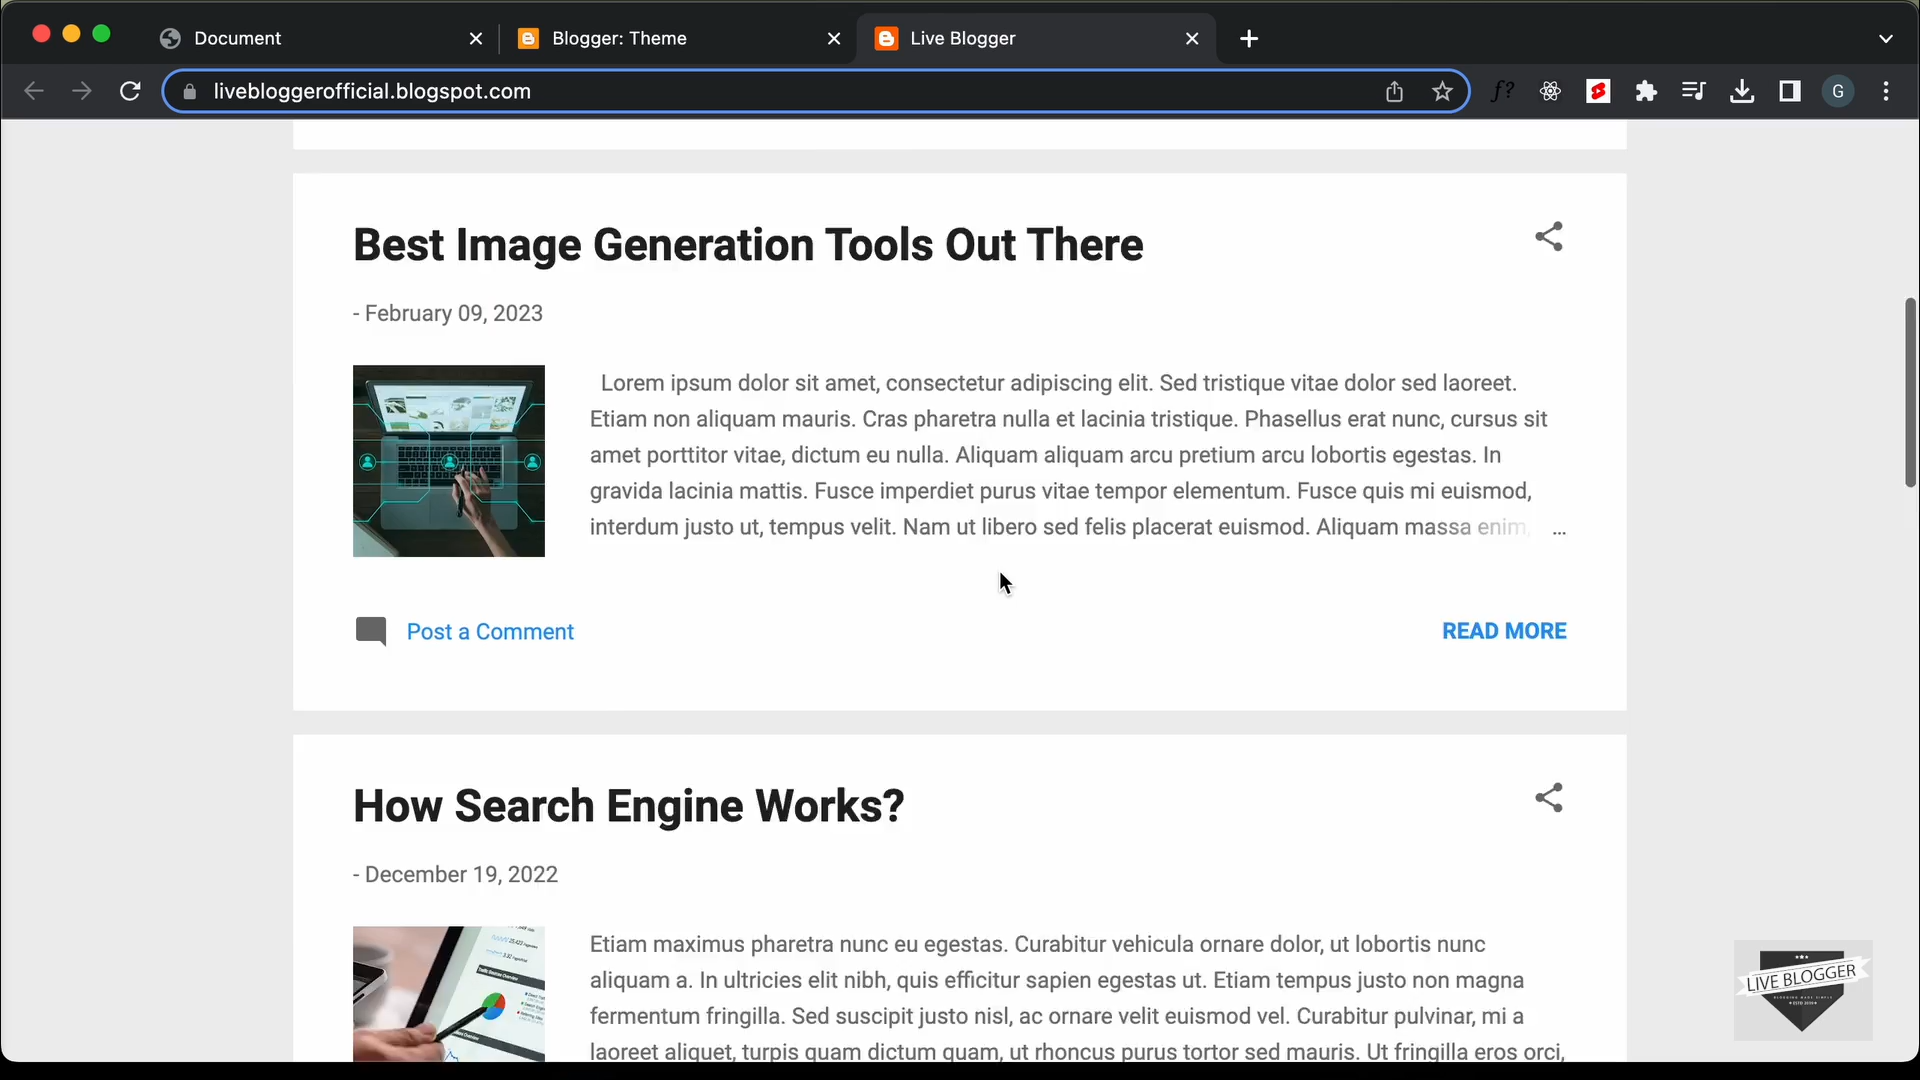 Document
Blogger: Theme
Live Blogger
livebloggerofficial.blogspot.com
f?
G
Best Image Generation Tools Out There
- February 09, 2023
Lorem ipsum dolor sit amet, consectetur adipiscing elit. Sed tristique vitae dolor sed laoreet.
Etiam non aliquam mauris. Cras pharetra nulla et lacinia tristique. Phasellus erat nunc, cursus sit
amet porttitor vitae, dictum eu nulla. Aliquam aliquam arcu pretium arcu lobortis egestas. In
gravida lacinia mattis. Fusce imperdiet purus vitae tempor elementum. Fusce quis mi euismod,
interdum justo ut, tempus velit. Nam ut libero sed felis placerat euismod. Aliquam massa enim, ...
Post a Comment
READ MORE
How Search Engine Works?
- December 19, 2022
Etiam maximus pharetra nunc eu egestas. Curabitur vehicula ornare dolor, ut lobortis nunc
aliquam a. In ultricies elit nibh, quis efficitur sapien egestas ut. Etiam tempus justo non magna
fermentum fringilla. Sed suscipit justo nisl, ac ornare velit euismod vel. Curabitur pulvinar, mi a
laoreet aliquet, turpis quam dictum quam, ut rhoncus purus tortor sed mauris. Ut fringilla eros orci,
LIVE BLOGGER